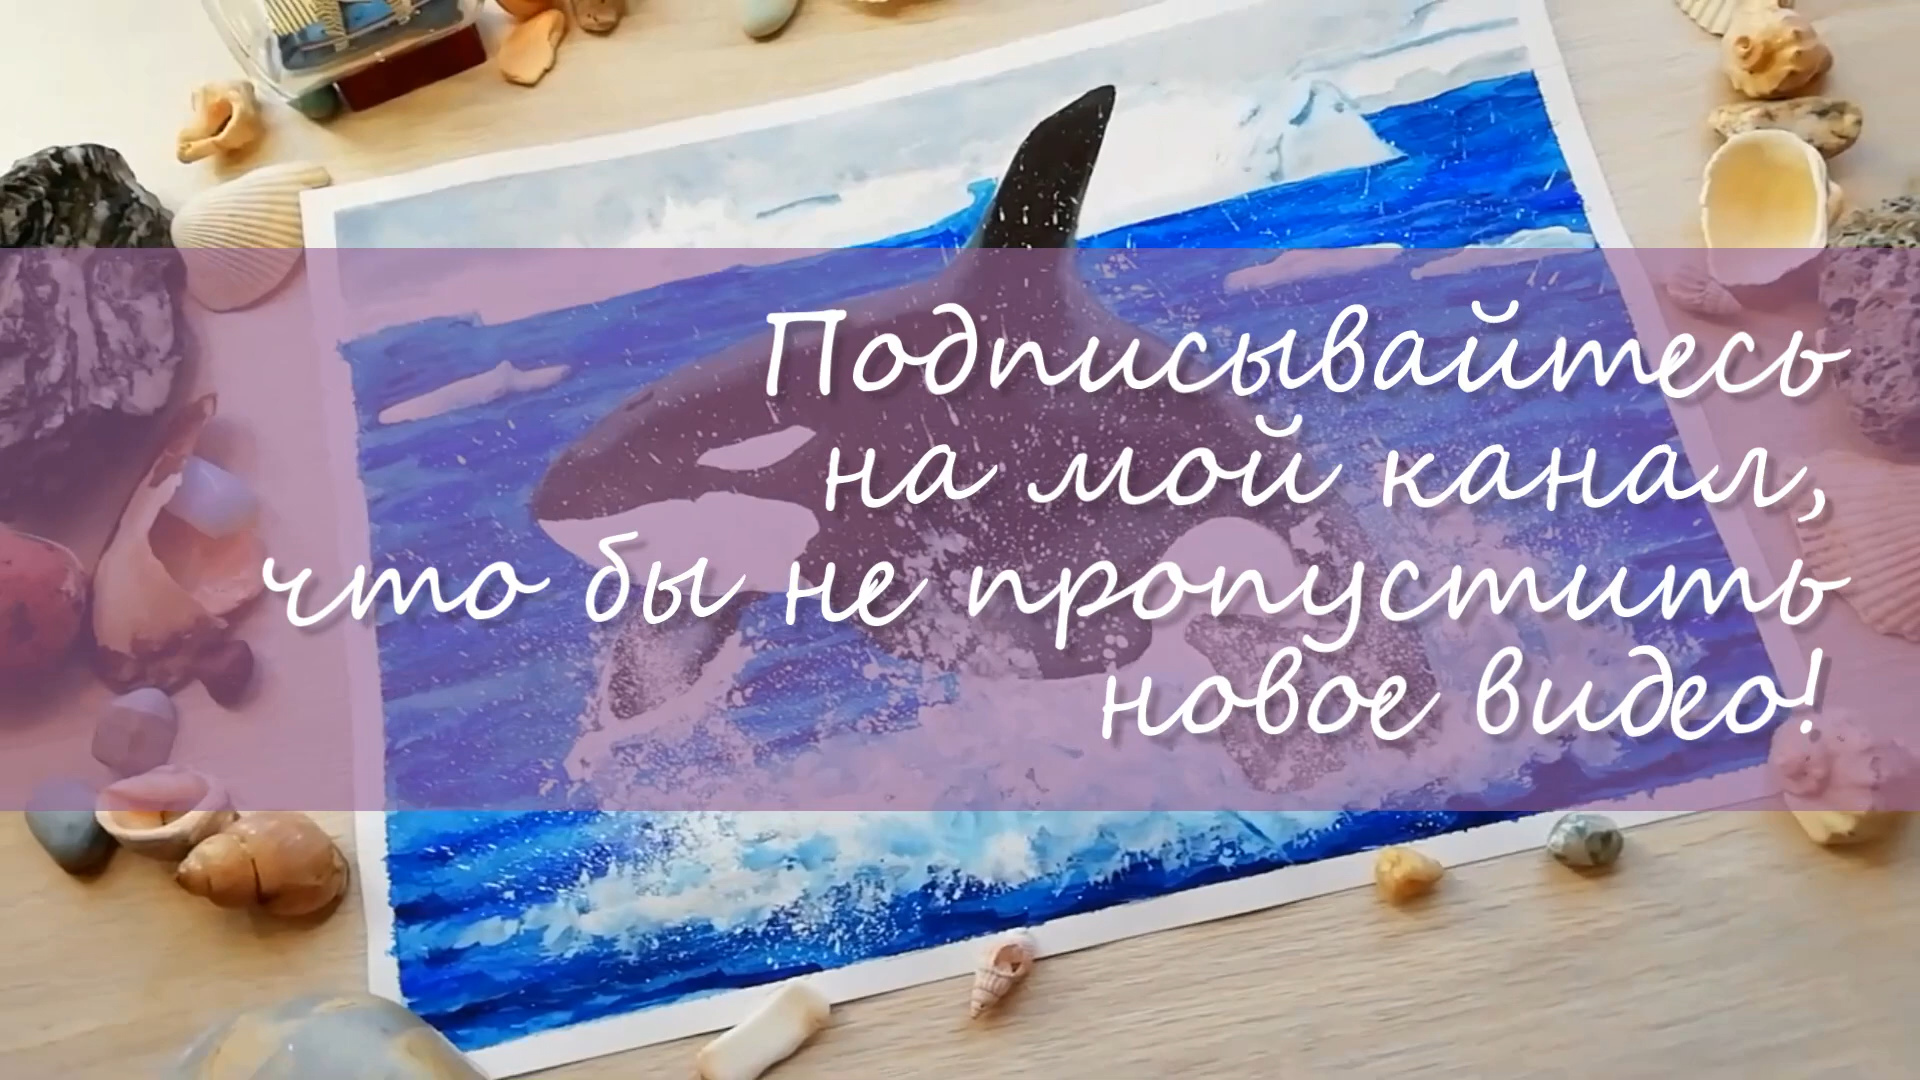 Подписывайтесь
на мой канал,
что бы не пропустить
новое видео!